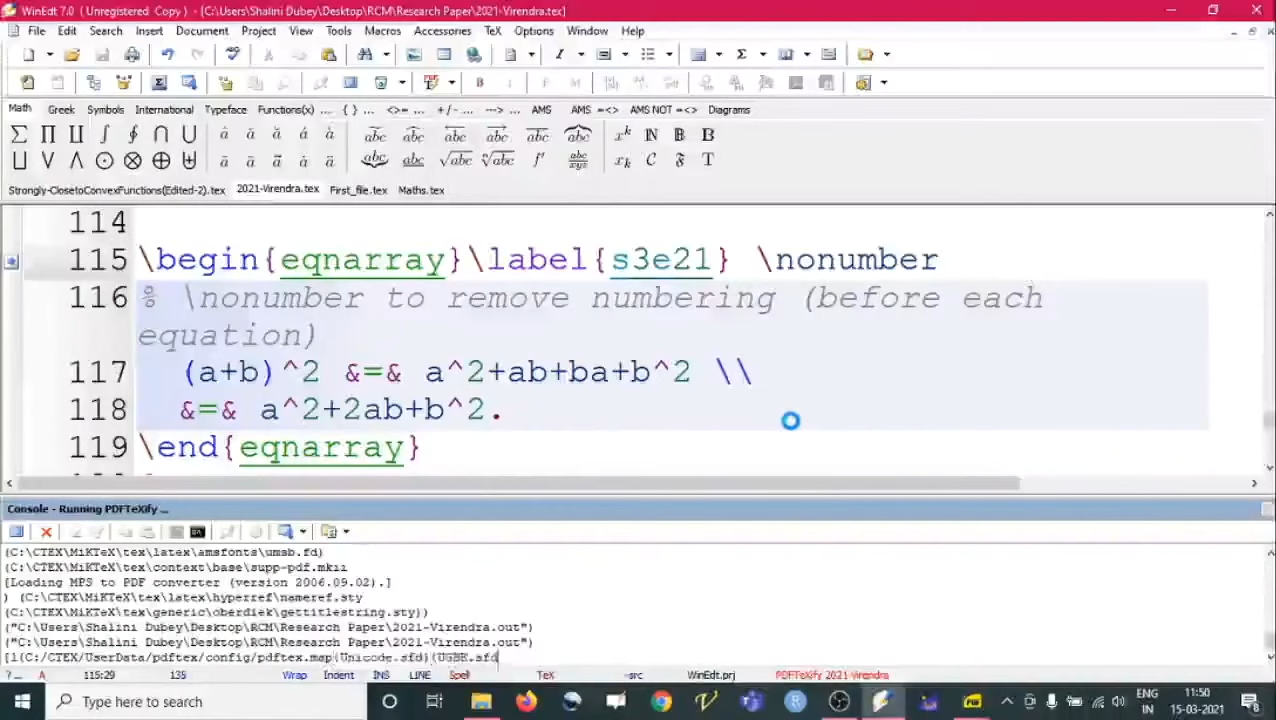 WinEdt 7.0 (Unregistered Copy) - [C:\Users\Shalini Dubey\Desktop\RCM\Research Paper\2021-Virendra.tex]
File Edit Search Insert Document Project View Tools Macros Accessories TeX Options Window Help
Math Greek Symbols International Typeface Functions(x) ... { } ... <>= ... +/- ... ---> ... AMS AMS =<> AMS NOT =<> Diagrams
Strongly-ClosetoConvexFunctions(Edited-2).tex 2021-Virendra.tex First_file.tex Maths.tex
114
115 \begin{eqnarray}\label{s3e21} \nonumber
116 % \nonumber to remove numbering (before each
equation)
117 (a+b)^2 &=& a^2+ab+ba+b^2 \\
118 &=& a^2+2ab+b^2.
119 \end{eqnarray}
Console - Running PDFTeXify ...
(C:\CTEX\MiKTeX\tex\latex\amsfonts\umsb.fd)
(C:\CTEX\MiKTeX\tex\context\base\supp-pdf.mkii
[Loading MPS to PDF converter (version 2006.09.02).]
) (C:\CTEX\MiKTeX\tex\latex\hyperref\nameref.sty
(C:\CTEX\MiKTeX\tex\generic\oberdiek\gettitlestring.sty))
("C:\Users\Shalini Dubey\Desktop\RCM\Research Paper\2021-Virendra.out")
("C:\Users\Shalini Dubey\Desktop\RCM\Research Paper\2021-Virendra.out")
[1{C:/CTEX/UserData/pdftex/config/pdftex.map(Unicode.sfd)(UGBK.sfd
? A 115:29 135 Wrap Indent INS LINE Spell TeX -src WinEdt.prj PDFTeXify 2021-Virendra
Type here to search
ENG 11:50
IN 15-03-2021